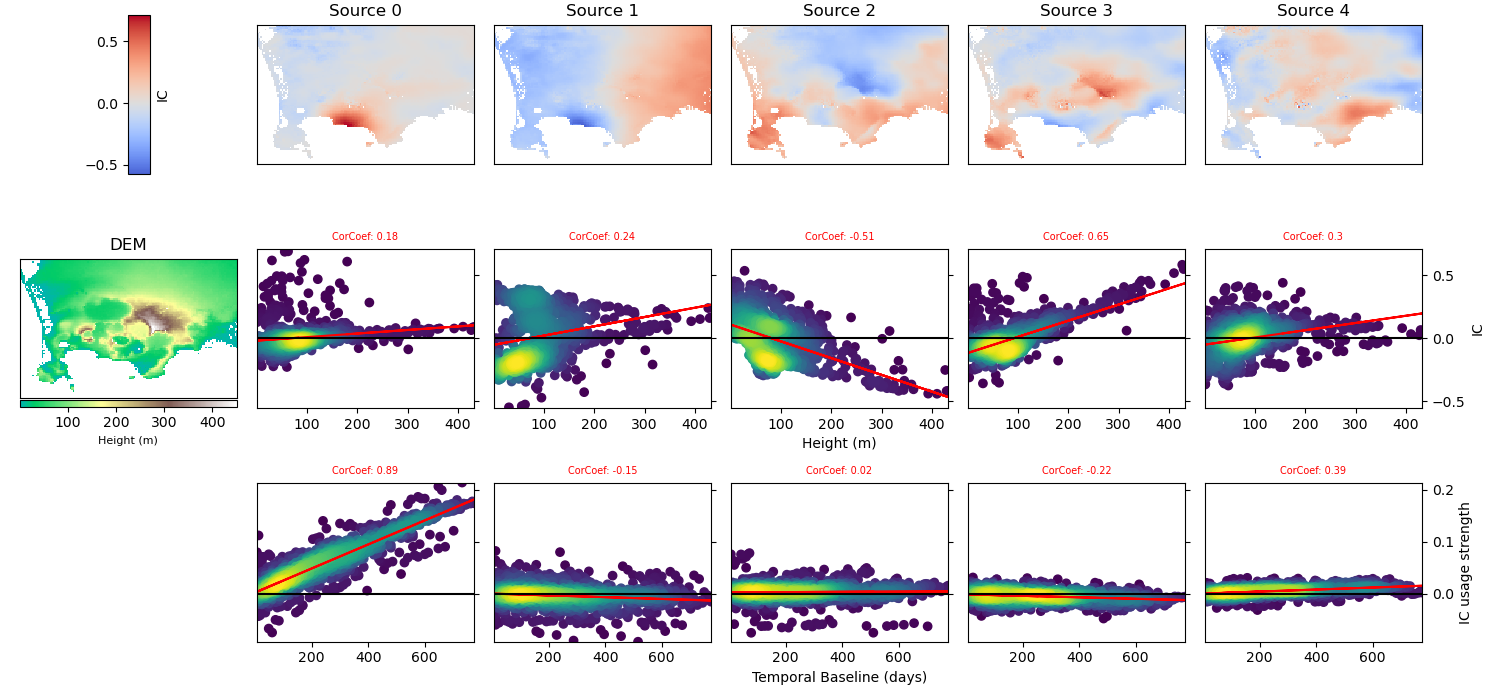 Source 0 Source 1 Source 2 Source 3 Source 4
0.5
0.0
−0.5
IC
DEM
100 200 300 400
Height (m)
CorCoef: 0.18 CorCoef: 0.24 CorCoef: -0.51 CorCoef: 0.65 CorCoef: 0.3
0.5
0.0
−0.5
IC
100 200 300 400 100 200 300 400 100 200 300 400 100 200 300 400 100 200 300 400
Height (m)
CorCoef: 0.89 CorCoef: -0.15 CorCoef: 0.02 CorCoef: -0.22 CorCoef: 0.39
0.2
0.1
0.0
IC usage strength
200 400 600 200 400 600 200 400 600 200 400 600 200 400 600
Temporal Baseline (days)